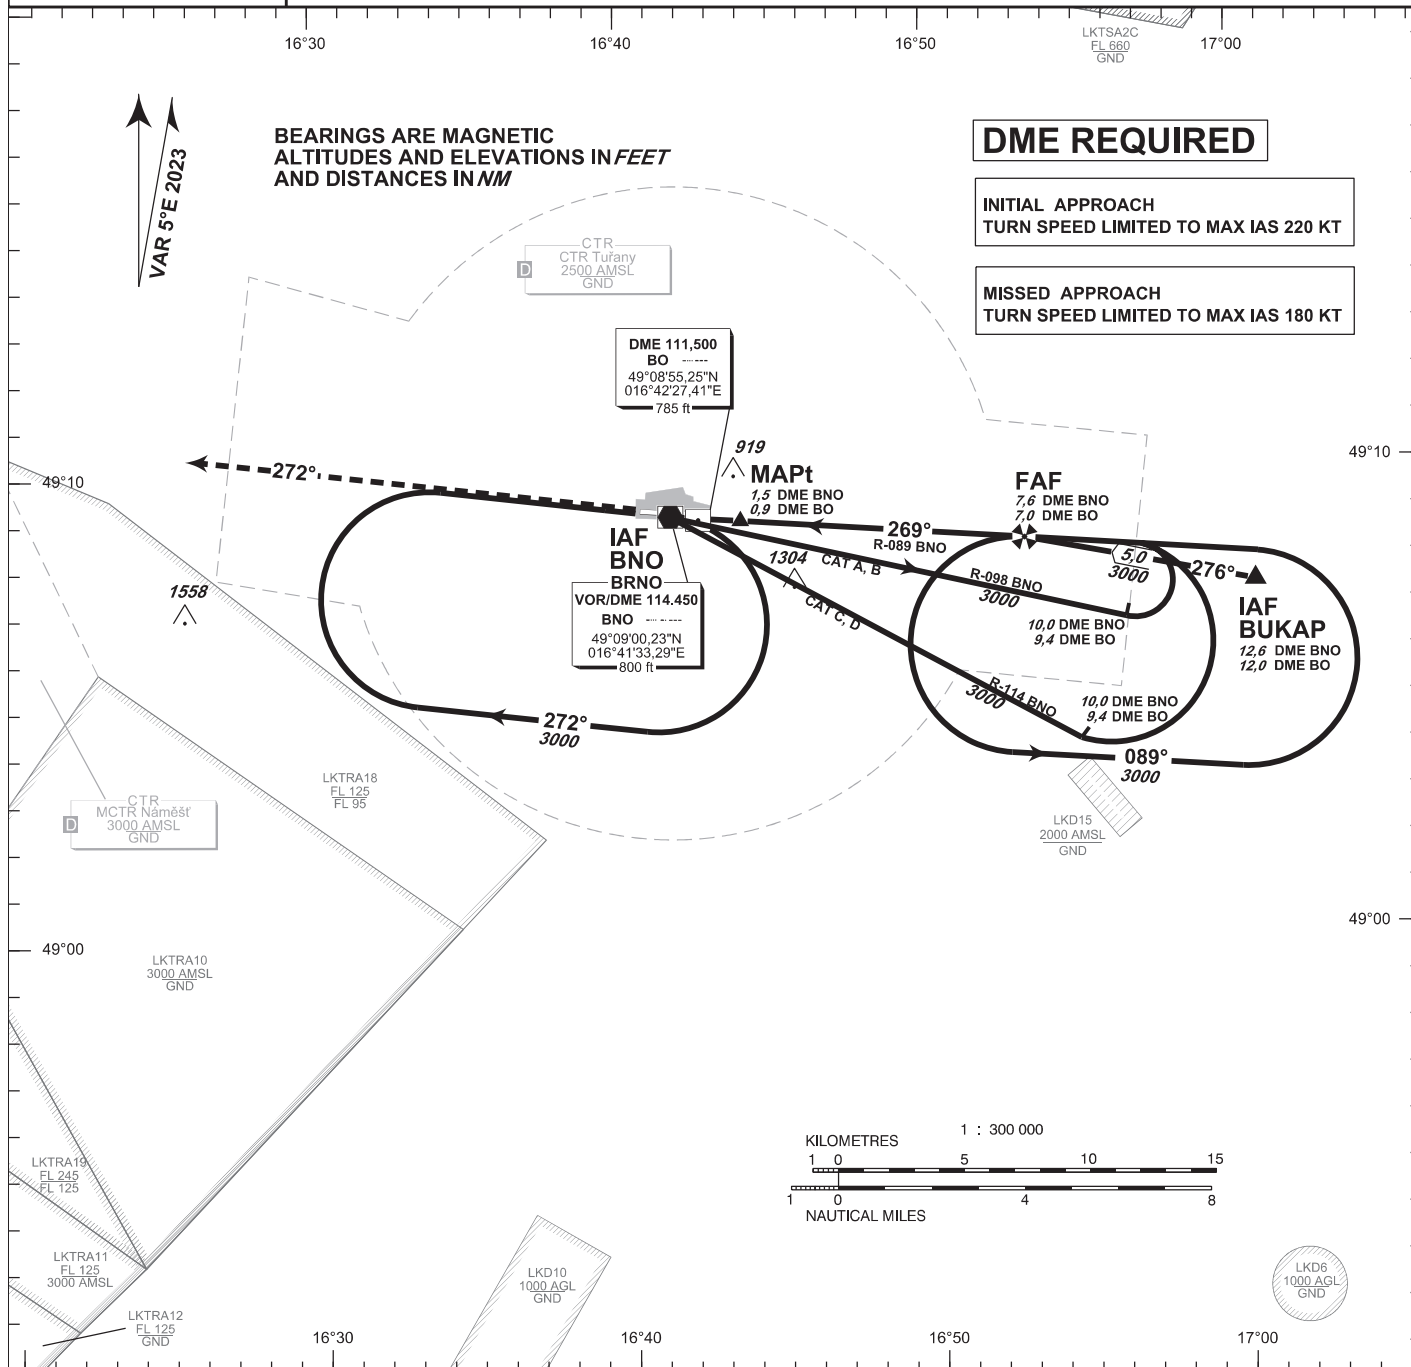 16°30
16°40
16°50
17°00
LKTSA2C
FL 660
GND
VAR 5°E 2023
BEARINGS ARE MAGNETIC
ALTITUDES AND ELEVATIONS IN FEET
AND DISTANCES IN NM
DME REQUIRED
INITIAL APPROACH
TURN SPEED LIMITED TO MAX IAS 220 KT
MISSED APPROACH
TURN SPEED LIMITED TO MAX IAS 180 KT
CTR
CTR Tuřany
D
2500 AMSL
GND
DME 111,500
BO
49°08'55,25"N
016°42'27,41"E
785 ft
49°10
49°10
272°
919
MAPt
1,5 DME BNO
0,9 DME BO
FAF
7,6 DME BNO
7,0 DME BO
269°
R-089 BNO
IAF
BNO
BRNO
VOR/DME 114.450
BNO
49°09'00,23"N
016°41'33,29"E
800 ft
1304
CAT A, B
R-098 BNO
3000
5,0
3000
276°
1558
CAT C, D
10,0 DME BNO
9,4 DME BO
IAF
BUKAP
12,6 DME BNO
12,0 DME BO
R-114 BNO
3000
10,0 DME BNO
9,4 DME BO
272°
3000
089°
3000
LKTRA18
FL 125
FL 95
CTR
MCTR Náměšť
D
3000 AMSL
GND
LKD15
2000 AMSL
GND
49°00
49°00
LKTRA10
3000 AMSL
GND
1 : 300 000
KILOMETRES
1 0 5 10 15
1 0 4 8
NAUTICAL MILES
LKTRA19
FL 245
FL 125
LKTRA11
FL 125
3000 AMSL
LKD10
1000 AGL
GND
LKD6
1000 AGL
GND
LKTRA12
FL 125
GND
16°30
16°40
16°50
17°00